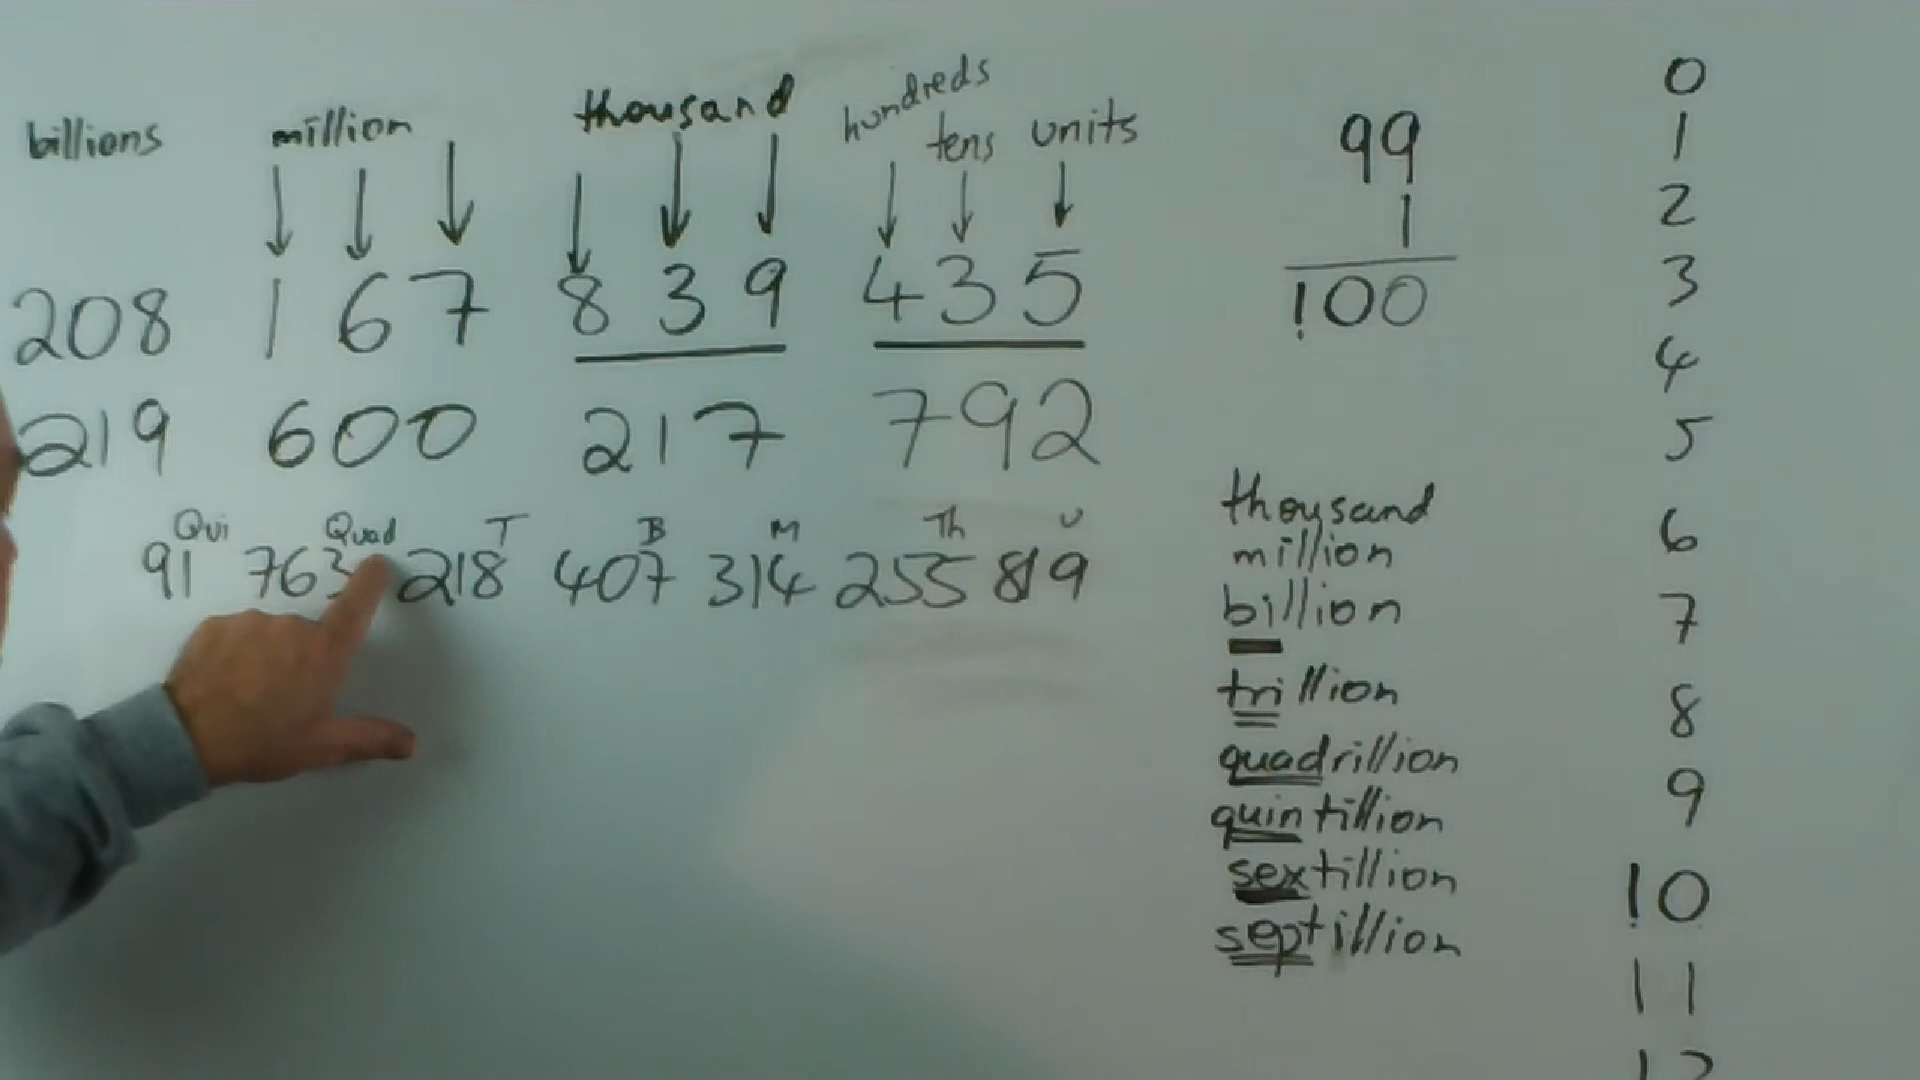 billions million thousand hundreds tens units
208 167 839 435
219 600 217 792
Qui Quad T B M Th U
91 763 218 407 314 255 819
99
1
100
thousand
million
billion
trillion
quadrillion
quintillion
sextillion
septillion
0
1
2
3
4
5
6
7
8
9
10
11
12